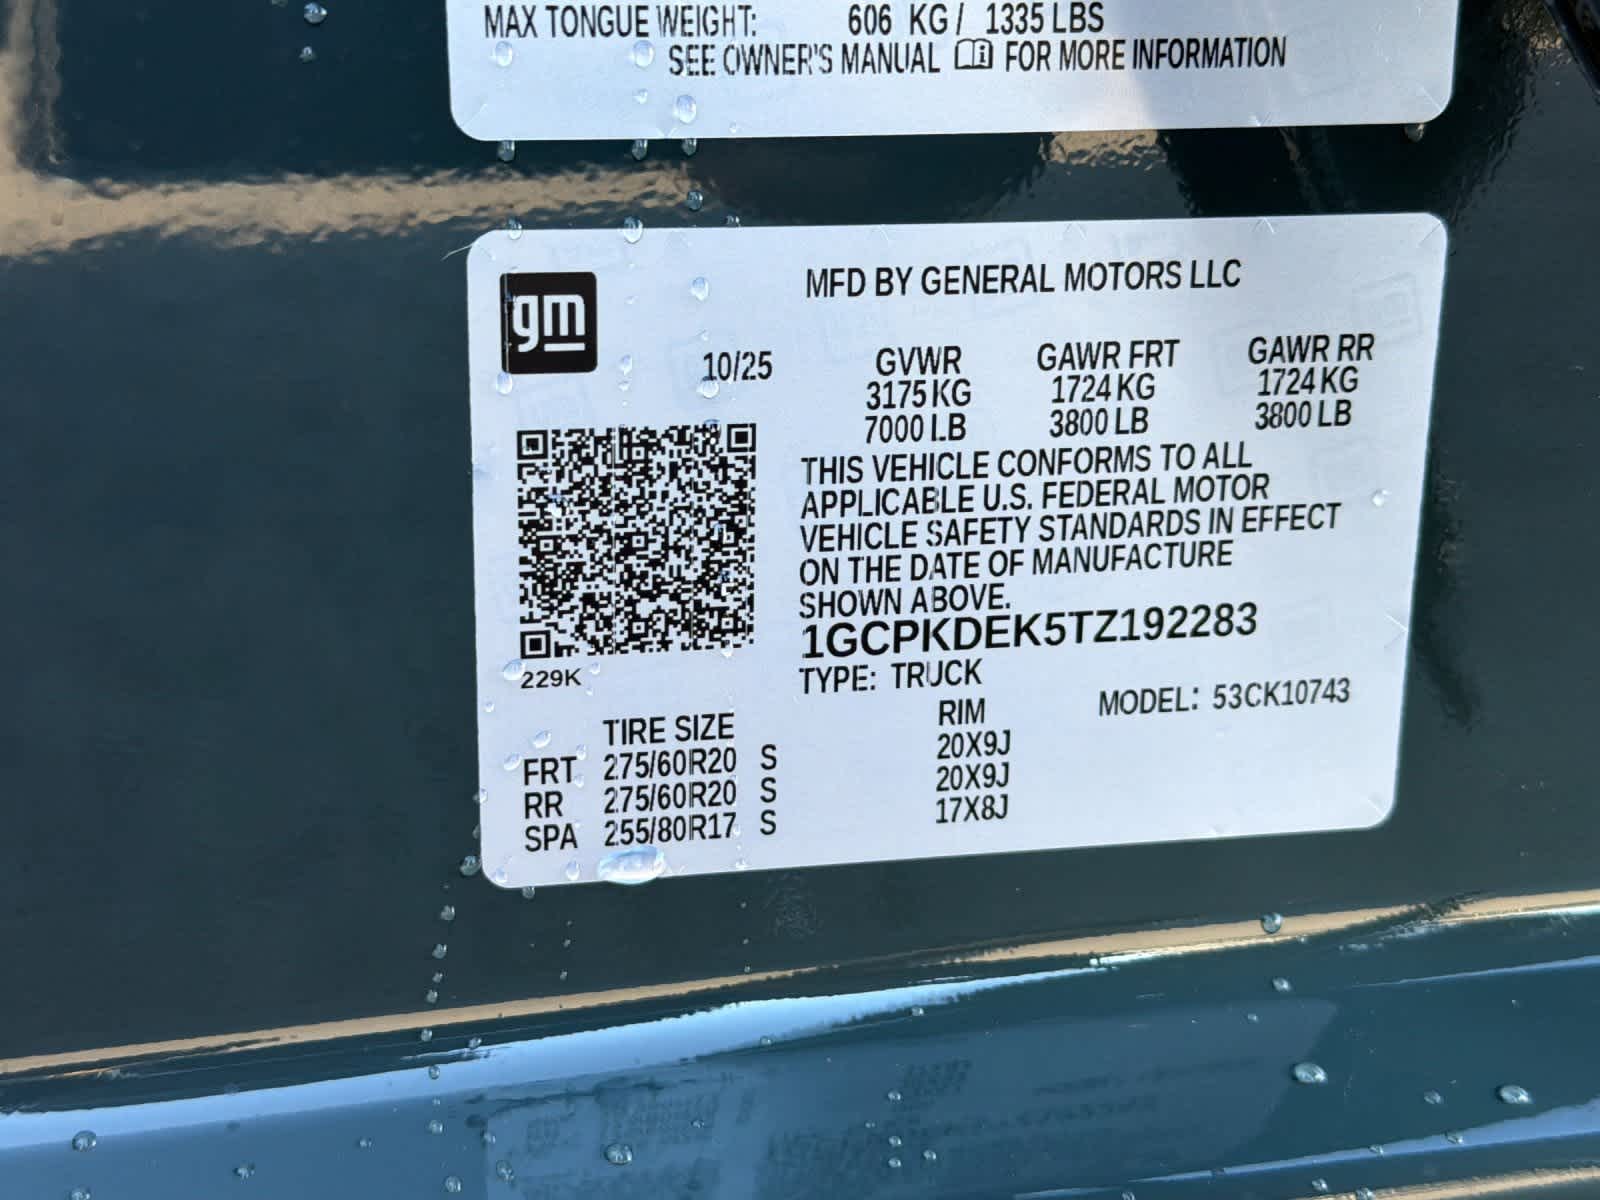 MAX TONGUE WEIGHT: 606 KG / 1335 LBS
SEE OWNER'S MANUAL FOR MORE INFORMATION
gm
MFD BY GENERAL MOTORS LLC
10/25 GVWR GAWR FRT GAWR RR
3175 KG 1724 KG 1724 KG
7000 LB 3800 LB 3800 LB
THIS VEHICLE CONFORMS TO ALL
APPLICABLE U.S. FEDERAL MOTOR
VEHICLE SAFETY STANDARDS IN EFFECT
ON THE DATE OF MANUFACTURE
SHOWN ABOVE.
1GCPKDEK5TZ192283
229K
TYPE: TRUCK
MODEL: 53CK10743
TIRE SIZE RIM
FRT 275/60R20 S 20X9J
RR 275/60R20 S 20X9J
SPA 255/80R17 S 17X8J